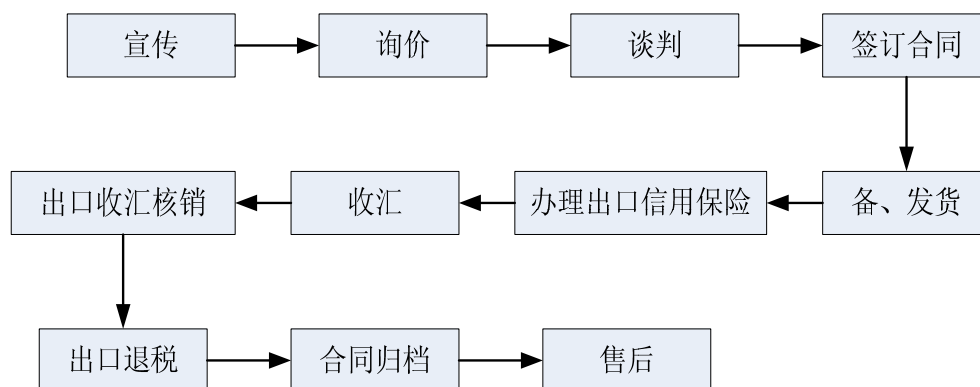 宣传
询价
谈判
签订合同
备、发货
办理出口信用保险
收汇
出口收汇核销
出口退税
合同归档
售后